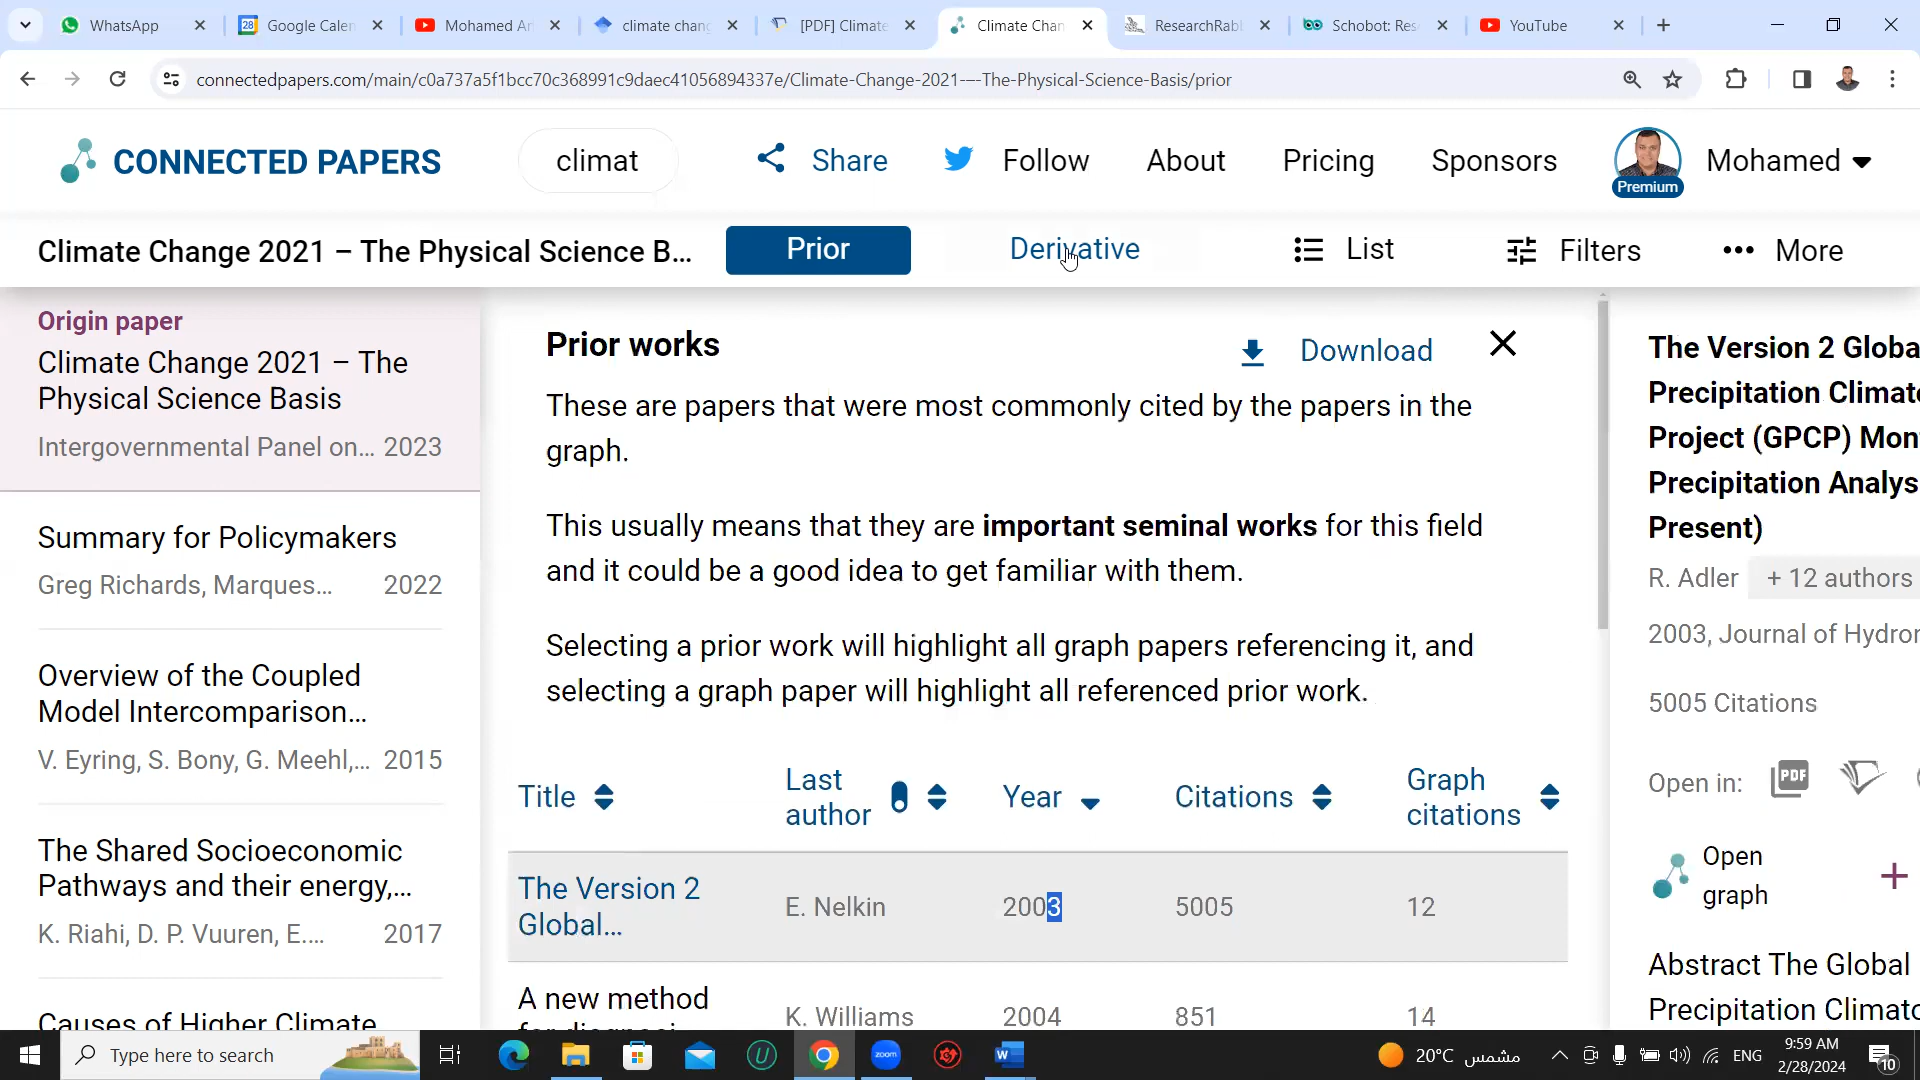 WhatsApp
Google Calen
Mohamed An
climate chang
[PDF] Climate
Climate Chan
ResearchRabb
Schobot: Res
YouTube
connectedpapers.com/main/c0a737a5f1bcc70c368991c9daec41056894337e/Climate-Change-2021-–-The-Physical-Science-Basis/prior
CONNECTED PAPERS
climat
Share
Follow
About
Pricing
Sponsors
Premium
Mohamed
Climate Change 2021 – The Physical Science B...
Prior
Derivative
List
Filters
More
Origin paper
Climate Change 2021 – The
Physical Science Basis
Intergovernmental Panel on... 2023
Summary for Policymakers
Greg Richards, Marques... 2022
Overview of the Coupled
Model Intercomparison...
V. Eyring, S. Bony, G. Meehl,... 2015
The Shared Socioeconomic
Pathways and their energy,...
K. Riahi, D. P. Vuuren, E.... 2017
Causes of Higher Climate
Prior works
Download
These are papers that were most commonly cited by the papers in the
graph.
This usually means that they are important seminal works for this field
and it could be a good idea to get familiar with them.
Selecting a prior work will highlight all graph papers referencing it, and
selecting a graph paper will highlight all referenced prior work.
Title
Last
author
Year
Citations
Graph
citations
The Version 2
Global...
E. Nelkin
2003
5005
12
A new method
for diagnosi
K. Williams
2004
851
14
The Version 2 Globa
Precipitation Climat
Project (GPCP) Mon
Precipitation Analys
Present)
R. Adler
+ 12 authors
2003, Journal of Hydror
5005 Citations
Open in:
PDF
Open
graph
Abstract The Global
Precipitation Climato
Type here to search
zoom
20°C مشمس
ENG
9:59 AM
2/28/2024
10
28